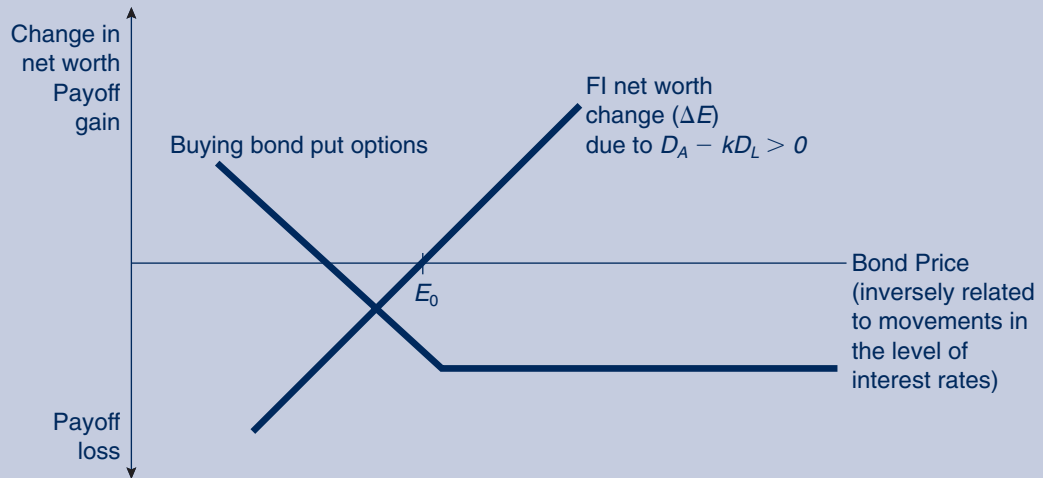 Change in
net worth
Payoff
gain
FI net worth
change (ΔE)
due to D_A − kD_L > 0
Buying bond put options
E_0
Bond Price
(inversely related
to movements in
the level of
interest rates)
Payoff
loss